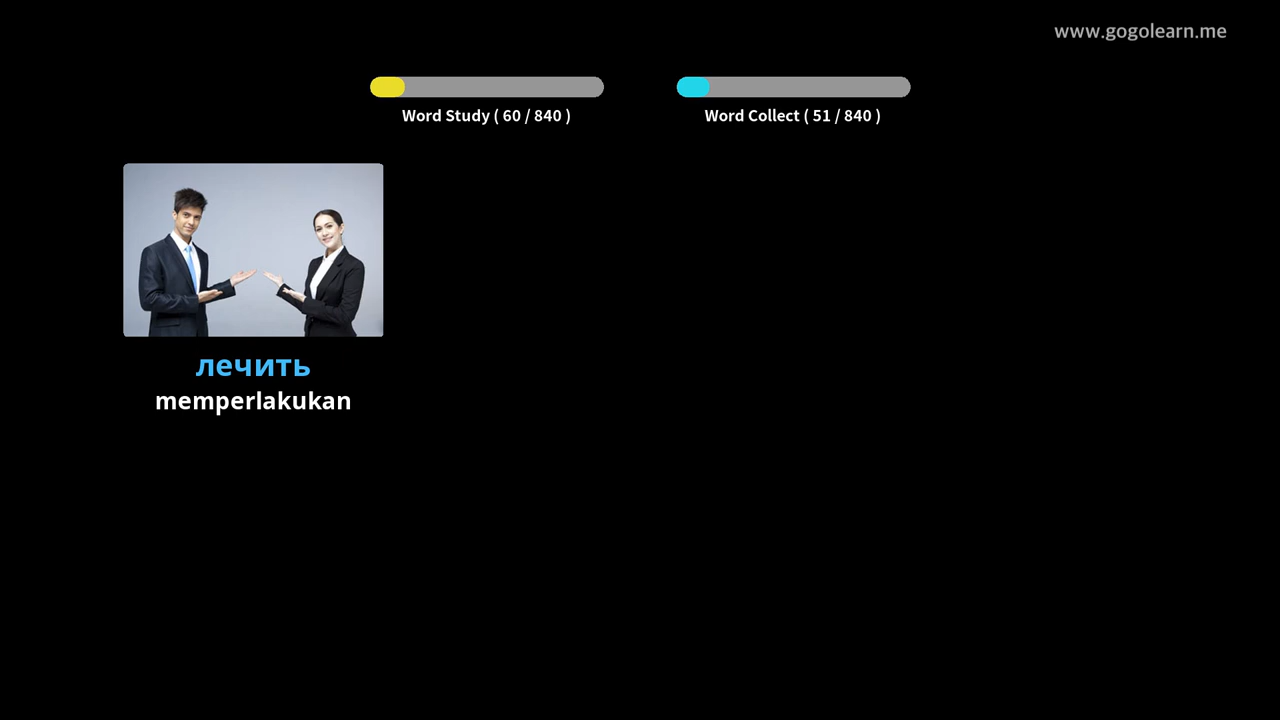 www.gogolearn.me
Word Study ( 60 / 840 )
Word Collect ( 51 / 840 )
лечить
memperlakukan